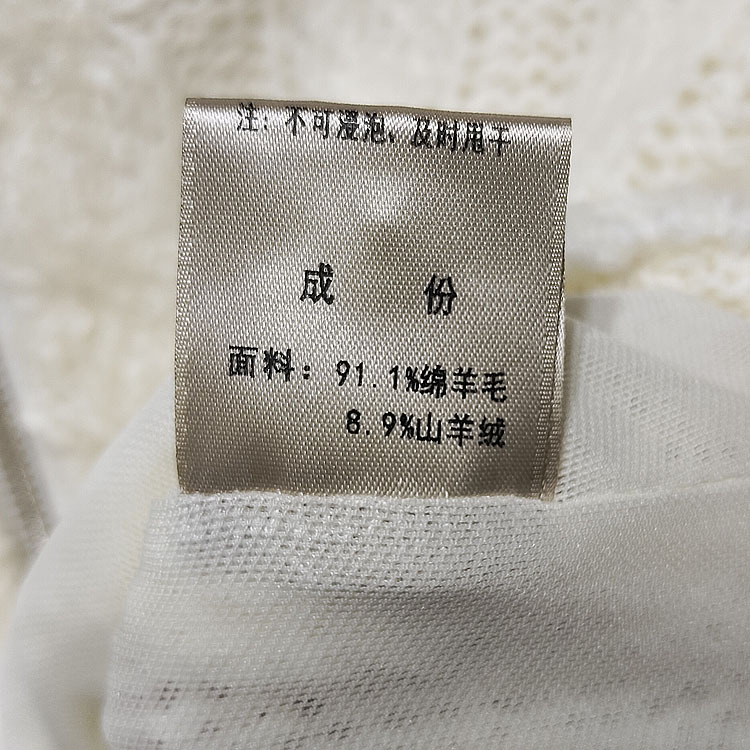 注：不可浸泡，及时甩干
成 份
面料：91.1%绵羊毛
8.9%山羊绒